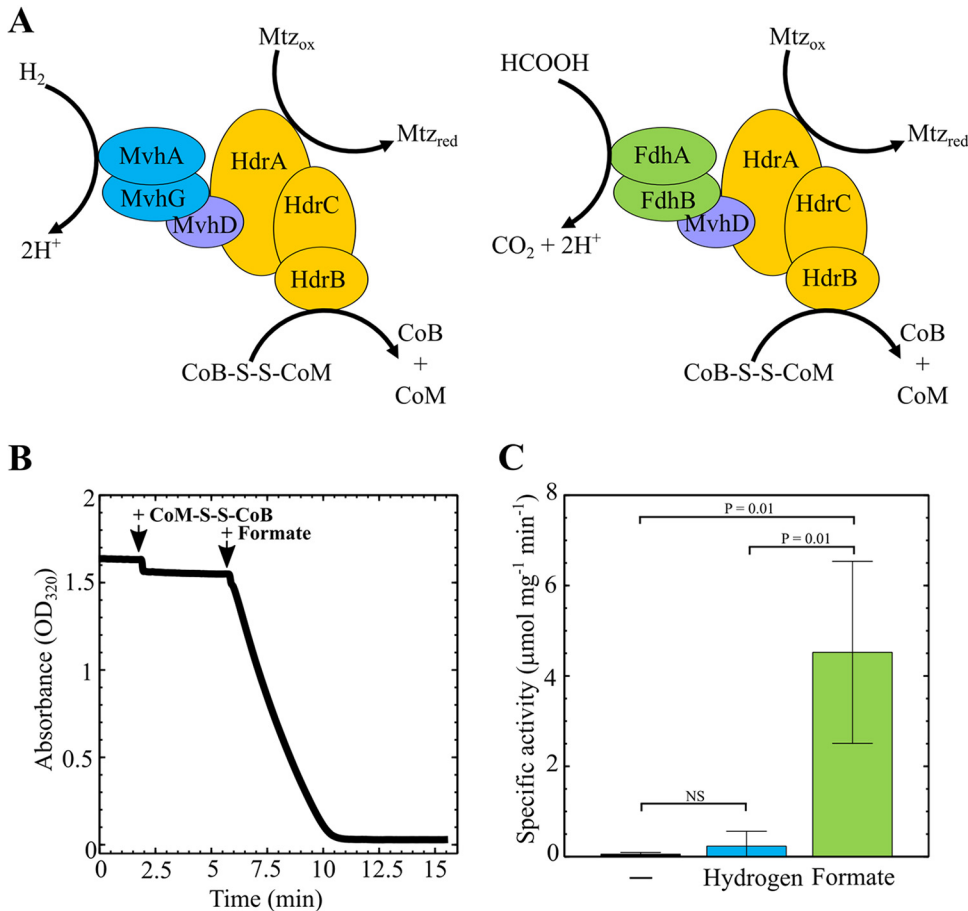 A
H2
Mtzox
Mtzred
MvhA
MvhG
MvhD
HdrA
HdrC
HdrB
2H+
CoB-S-S-CoM
CoB
+
CoM
HCOOH
Mtzox
Mtzred
FdhA
FdhB
MvhD
HdrA
HdrC
HdrB
CO2 + 2H+
CoB-S-S-CoM
CoB
+
CoM
B
Absorbance (OD320)
2
1.5
1
0.5
0
+ CoM-S-S-CoB
+ Formate
0 2.5 5 7.5 10 12.5 15
Time (min)
C
Specific activity (µmol mg-1 min-1)
8
6
4
2
0
P = 0.01
P = 0.01
NS
— Hydrogen Formate